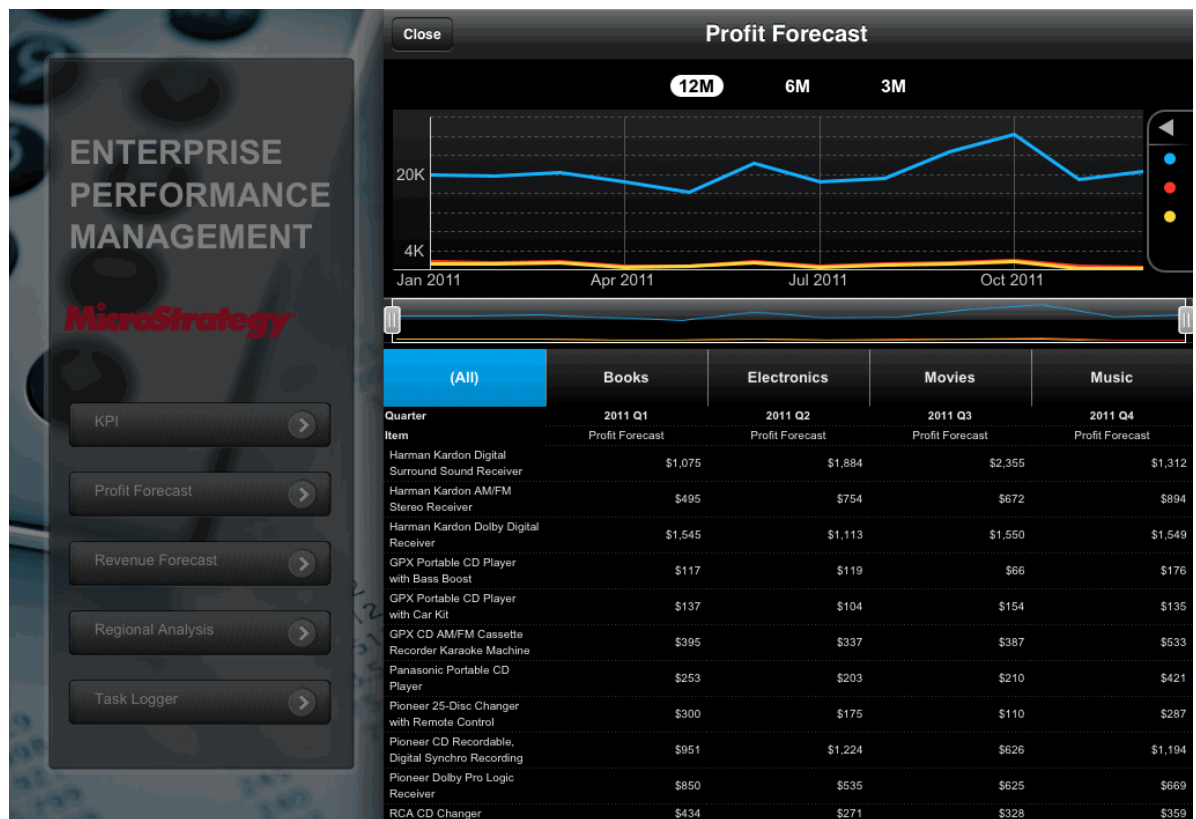 ENTERPRISE
PERFORMANCE
MANAGEMENT
MicroStrategy
KPI
Profit Forecast
Revenue Forecast
Regional Analysis
Task Logger
Close
Profit Forecast
12M 6M 3M
20K
4K
Jan 2011 Apr 2011 Jul 2011 Oct 2011
(All) Books Electronics Movies Music
Quarter 2011 Q1 2011 Q2 2011 Q3 2011 Q4
Item Profit Forecast Profit Forecast Profit Forecast Profit Forecast
Harman Kardon Digital
Surround Sound Receiver $1,075 $1,884 $2,355 $1,312
Harman Kardon AM/FM
Stereo Receiver $495 $754 $672 $894
Harman Kardon Dolby Digital
Receiver $1,545 $1,113 $1,550 $1,549
GPX Portable CD Player
with Bass Boost $117 $119 $66 $176
GPX Portable CD Player
with Car Kit $137 $104 $154 $135
GPX CD AM/FM Cassette
Recorder Karaoke Machine $395 $337 $387 $533
Panasonic Portable CD
Player $253 $203 $210 $421
Pioneer 25-Disc Changer
with Remote Control $300 $175 $110 $287
Pioneer CD Recordable,
Digital Synchro Recording $951 $1,224 $626 $1,194
Pioneer Dolby Pro Logic
Receiver $850 $535 $625 $669
RCA CD Changer $434 $271 $328 $359